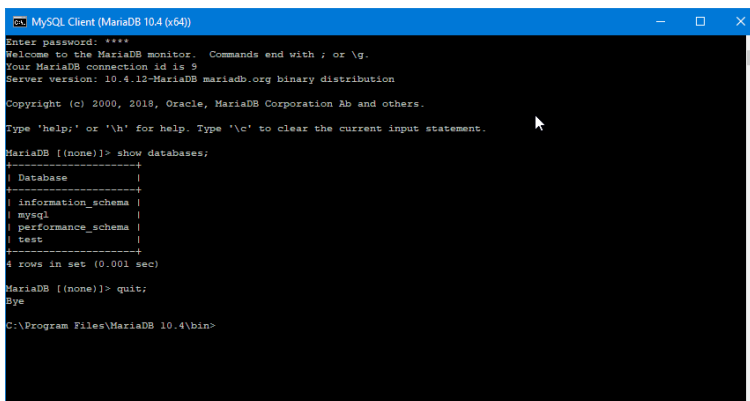 MySQL Client (MariaDB 10.4 (x64))
Enter password: ****
Welcome to the MariaDB monitor.  Commands end with ; or \g.
Your MariaDB connection id is 9
Server version: 10.4.12-MariaDB mariadb.org binary distribution
Copyright (c) 2000, 2018, Oracle, MariaDB Corporation Ab and others.
Type 'help;' or '\h' for help. Type '\c' to clear the current input statement.
MariaDB [(none)]> show databases;
+--------------------+
| Database           |
+--------------------+
| information_schema |
| mysql              |
| performance_schema |
| test               |
+--------------------+
4 rows in set (0.001 sec)
MariaDB [(none)]> quit;
Bye
C:\Program Files\MariaDB 10.4\bin>